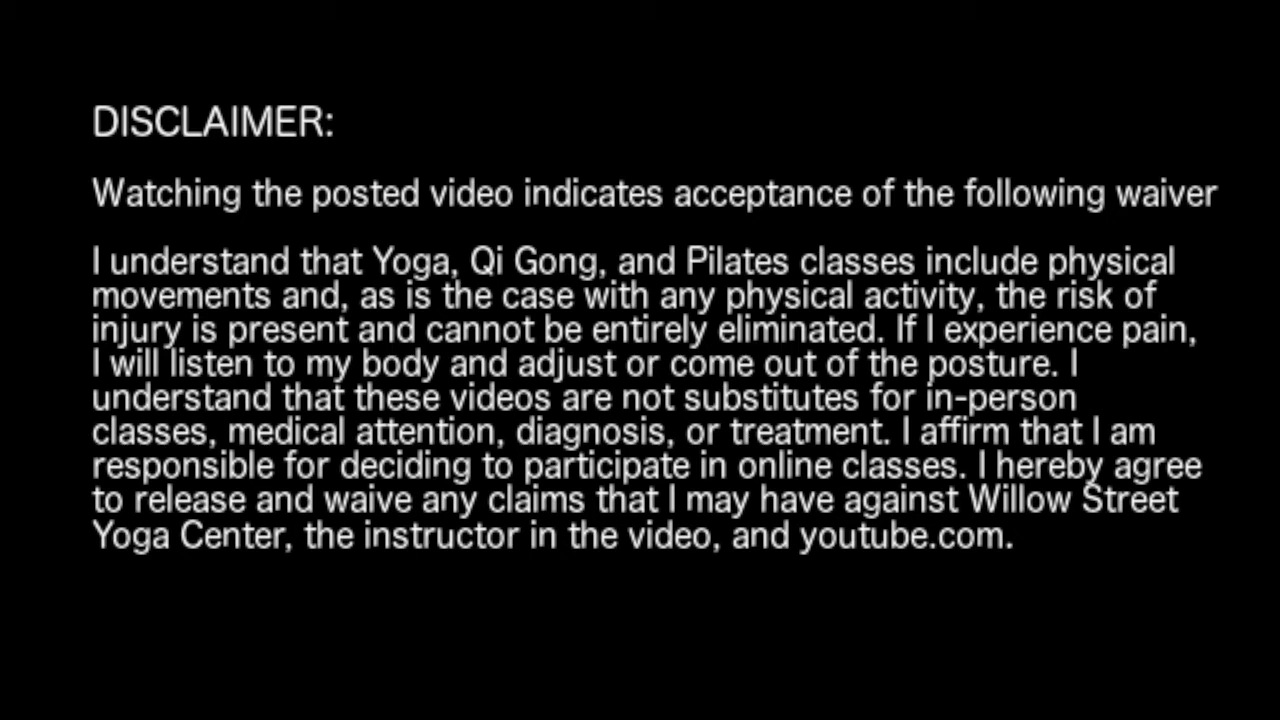 DISCLAIMER:
Watching the posted video indicates acceptance of the following waiver
I understand that Yoga, Qi Gong, and Pilates classes include physical
movements and, as is the case with any physical activity, the risk of
injury is present and cannot be entirely eliminated. If I experience pain,
I will listen to my body and adjust or come out of the posture. I
understand that these videos are not substitutes for in-person
classes, medical attention, diagnosis, or treatment. I affirm that I am
responsible for deciding to participate in online classes. I hereby agree
to release and waive any claims that I may have against Willow Street
Yoga Center, the instructor in the video, and youtube.com.